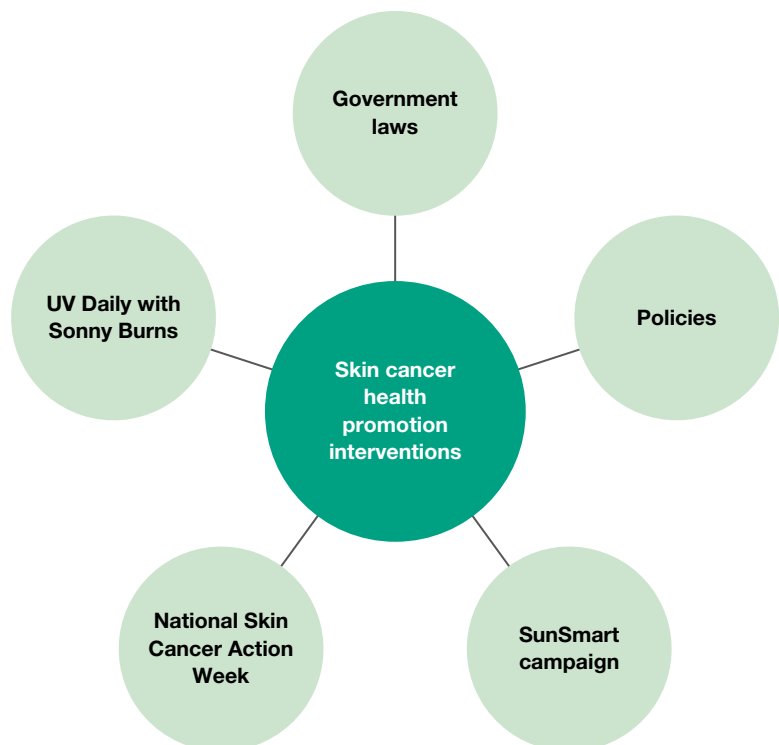 Government
laws
UV Daily with
Sonny Burns
Policies
Skin cancer
health
promotion
interventions
National Skin
Cancer Action
Week
SunSmart
campaign